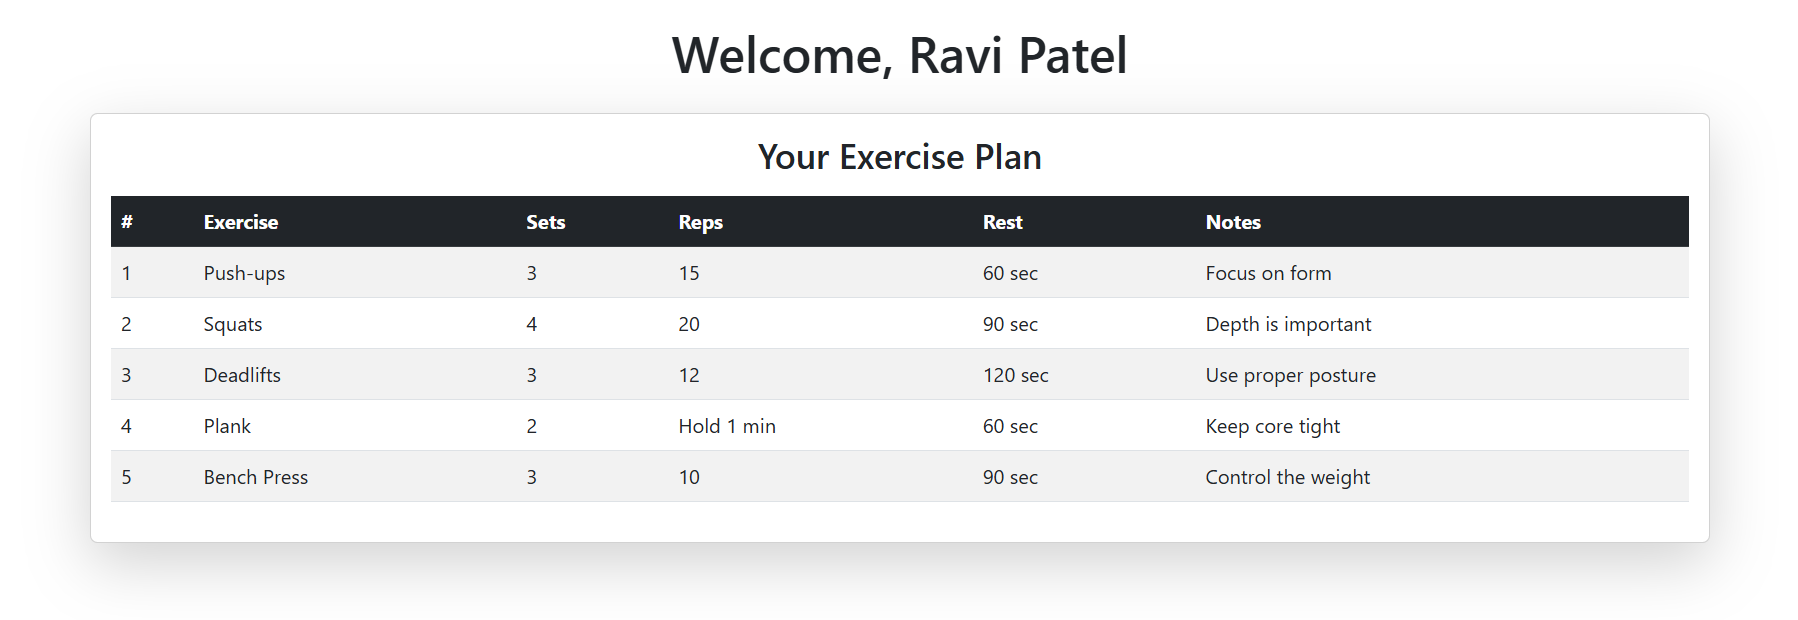 Welcome, Ravi Patel
Your Exercise Plan
# Exercise Sets Reps Rest Notes
1 Push-ups 3 15 60 sec Focus on form
2 Squats 4 20 90 sec Depth is important
3 Deadlifts 3 12 120 sec Use proper posture
4 Plank 2 Hold 1 min 60 sec Keep core tight
5 Bench Press 3 10 90 sec Control the weight